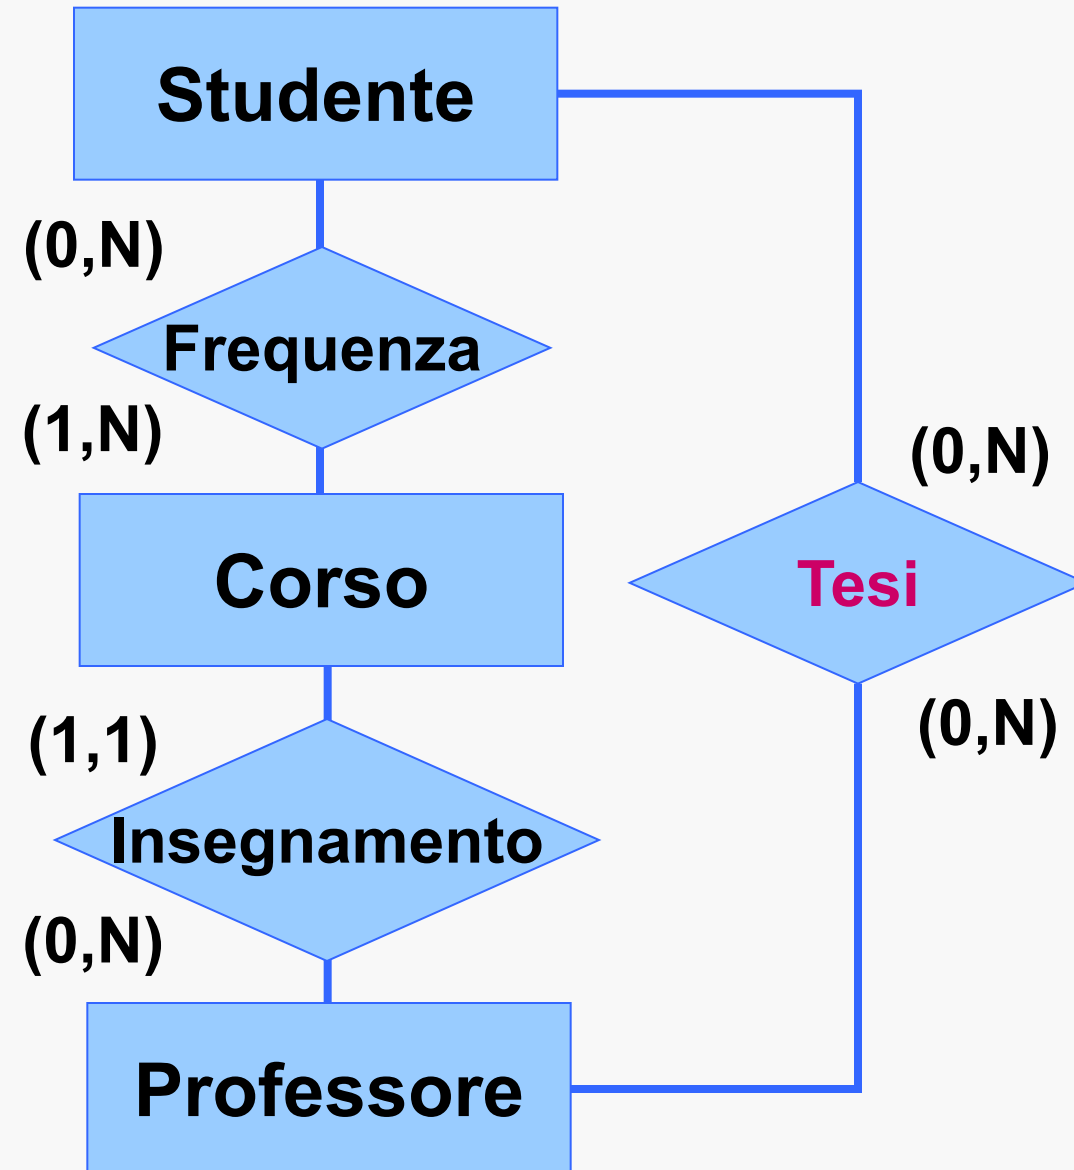 Studente
(0,N)
Frequenza
(1,N)
(0,N)
Corso
Tesi
(1,1)
(0,N)
Insegnamento
(0,N)
Professore